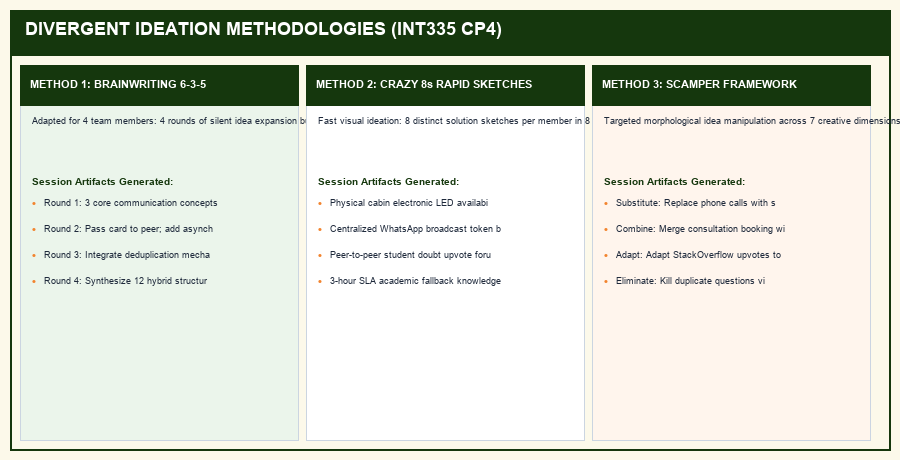 DIVERGENT IDEATION METHODOLOGIES (INT335 CP4)
METHOD 1: BRAINWRITING 6-3-5
Adapted for 4 team members: 4 rounds of silent idea expansion b
Session Artifacts Generated:
• Round 1: 3 core communication concepts
• Round 2: Pass card to peer; add asynch
• Round 3: Integrate deduplication mecha
• Round 4: Synthesize 12 hybrid structur
METHOD 2: CRAZY 8s RAPID SKETCHES
Fast visual ideation: 8 distinct solution sketches per member in 8
Session Artifacts Generated:
• Physical cabin electronic LED availabi
• Centralized WhatsApp broadcast token b
• Peer-to-peer student doubt upvote foru
• 3-hour SLA academic fallback knowledge
METHOD 3: SCAMPER FRAMEWORK
Targeted morphological idea manipulation across 7 creative dimensions
Session Artifacts Generated:
• Substitute: Replace phone calls with s
• Combine: Merge consultation booking wi
• Adapt: Adapt StackOverflow upvotes to
• Eliminate: Kill duplicate questions vi